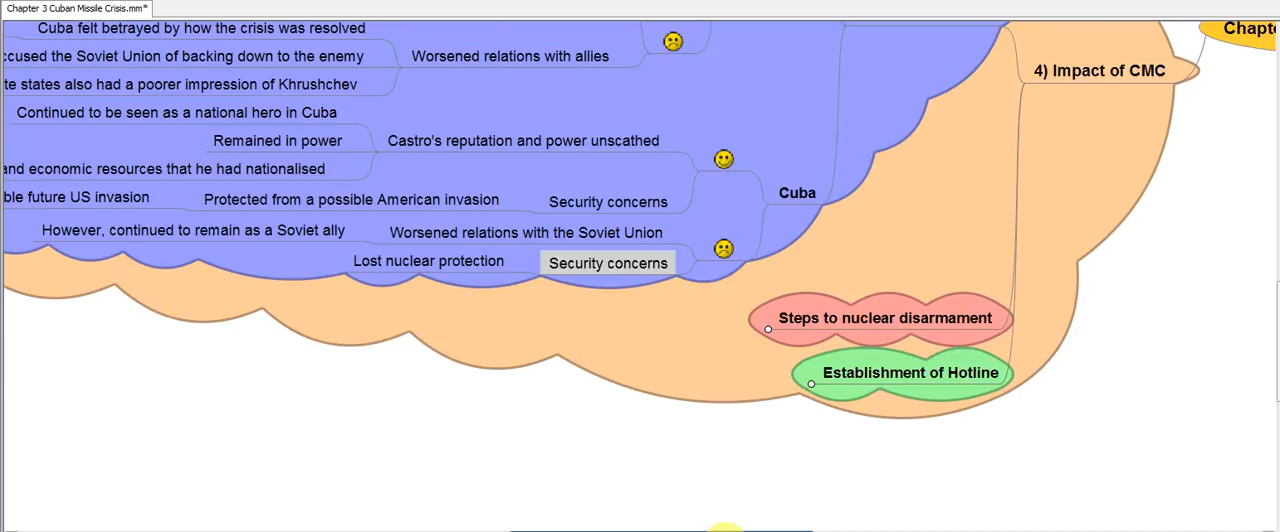 Chapter 3 Cuban Missile Crisis.mm*
Cuba felt betrayed by how the crisis was resolved
Chapte
ccused the Soviet Union of backing down to the enemy
Worsened relations with allies
4) Impact of CMC
te states also had a poorer impression of Khrushchev
Continued to be seen as a national hero in Cuba
Remained in power
Castro's reputation and power unscathed
and economic resources that he had nationalised
Cuba
ble future US invasion
Protected from a possible American invasion
Security concerns
However, continued to remain as a Soviet ally
Worsened relations with the Soviet Union
Lost nuclear protection
Security concerns
Steps to nuclear disarmament
Establishment of Hotline